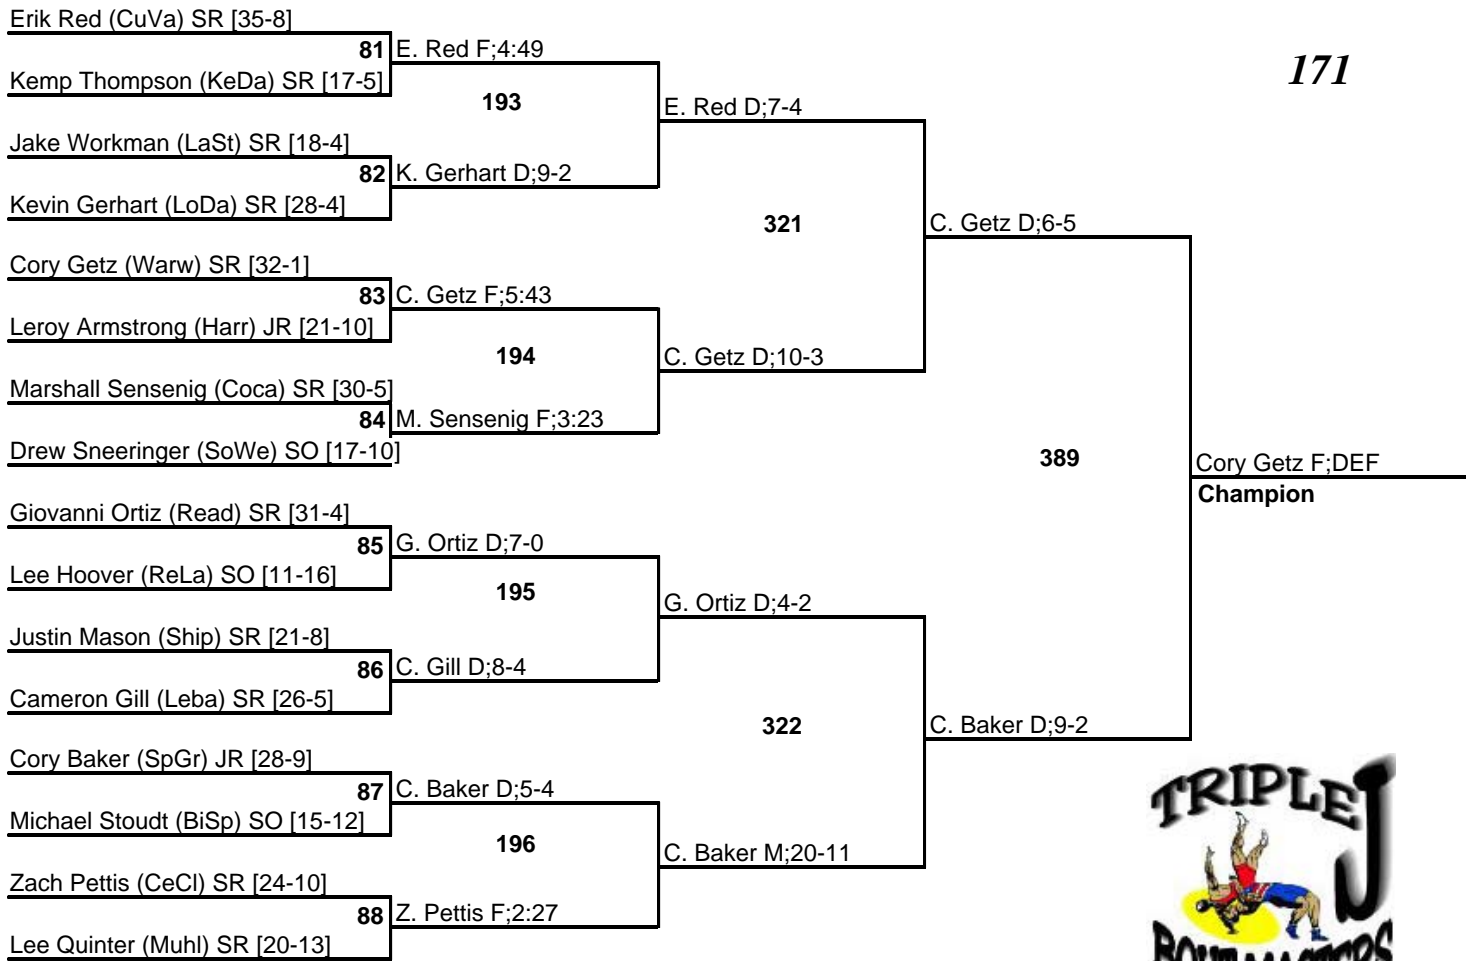 171
Erik Red (CuVa) SR [35-8]
81 E. Red F;4:49
Kemp Thompson (KeDa) SR [17-5]
193
E. Red D;7-4
Jake Workman (LaSt) SR [18-4]
82 K. Gerhart D;9-2
Kevin Gerhart (LoDa) SR [28-4]
321
C. Getz D;6-5
Cory Getz (Warw) SR [32-1]
83 C. Getz F;5:43
Leroy Armstrong (Harr) JR [21-10]
194
C. Getz D;10-3
Marshall Sensenig (Coca) SR [30-5]
84 M. Sensenig F;3:23
Drew Sneeringer (SoWe) SO [17-10]
389
Cory Getz F;DEF
Champion
Giovanni Ortiz (Read) SR [31-4]
85 G. Ortiz D;7-0
Lee Hoover (ReLa) SO [11-16]
195
G. Ortiz D;4-2
Justin Mason (Ship) SR [21-8]
86 C. Gill D;8-4
Cameron Gill (Leba) SR [26-5]
322
C. Baker D;9-2
Cory Baker (SpGr) JR [28-9]
87 C. Baker D;5-4
Michael Stoudt (BiSp) SO [15-12]
196
C. Baker M;20-11
Zach Pettis (CeCl) SR [24-10]
88 Z. Pettis F;2:27
Lee Quinter (Muhl) SR [20-13]
TRIPLE J
BOUT MASTERS